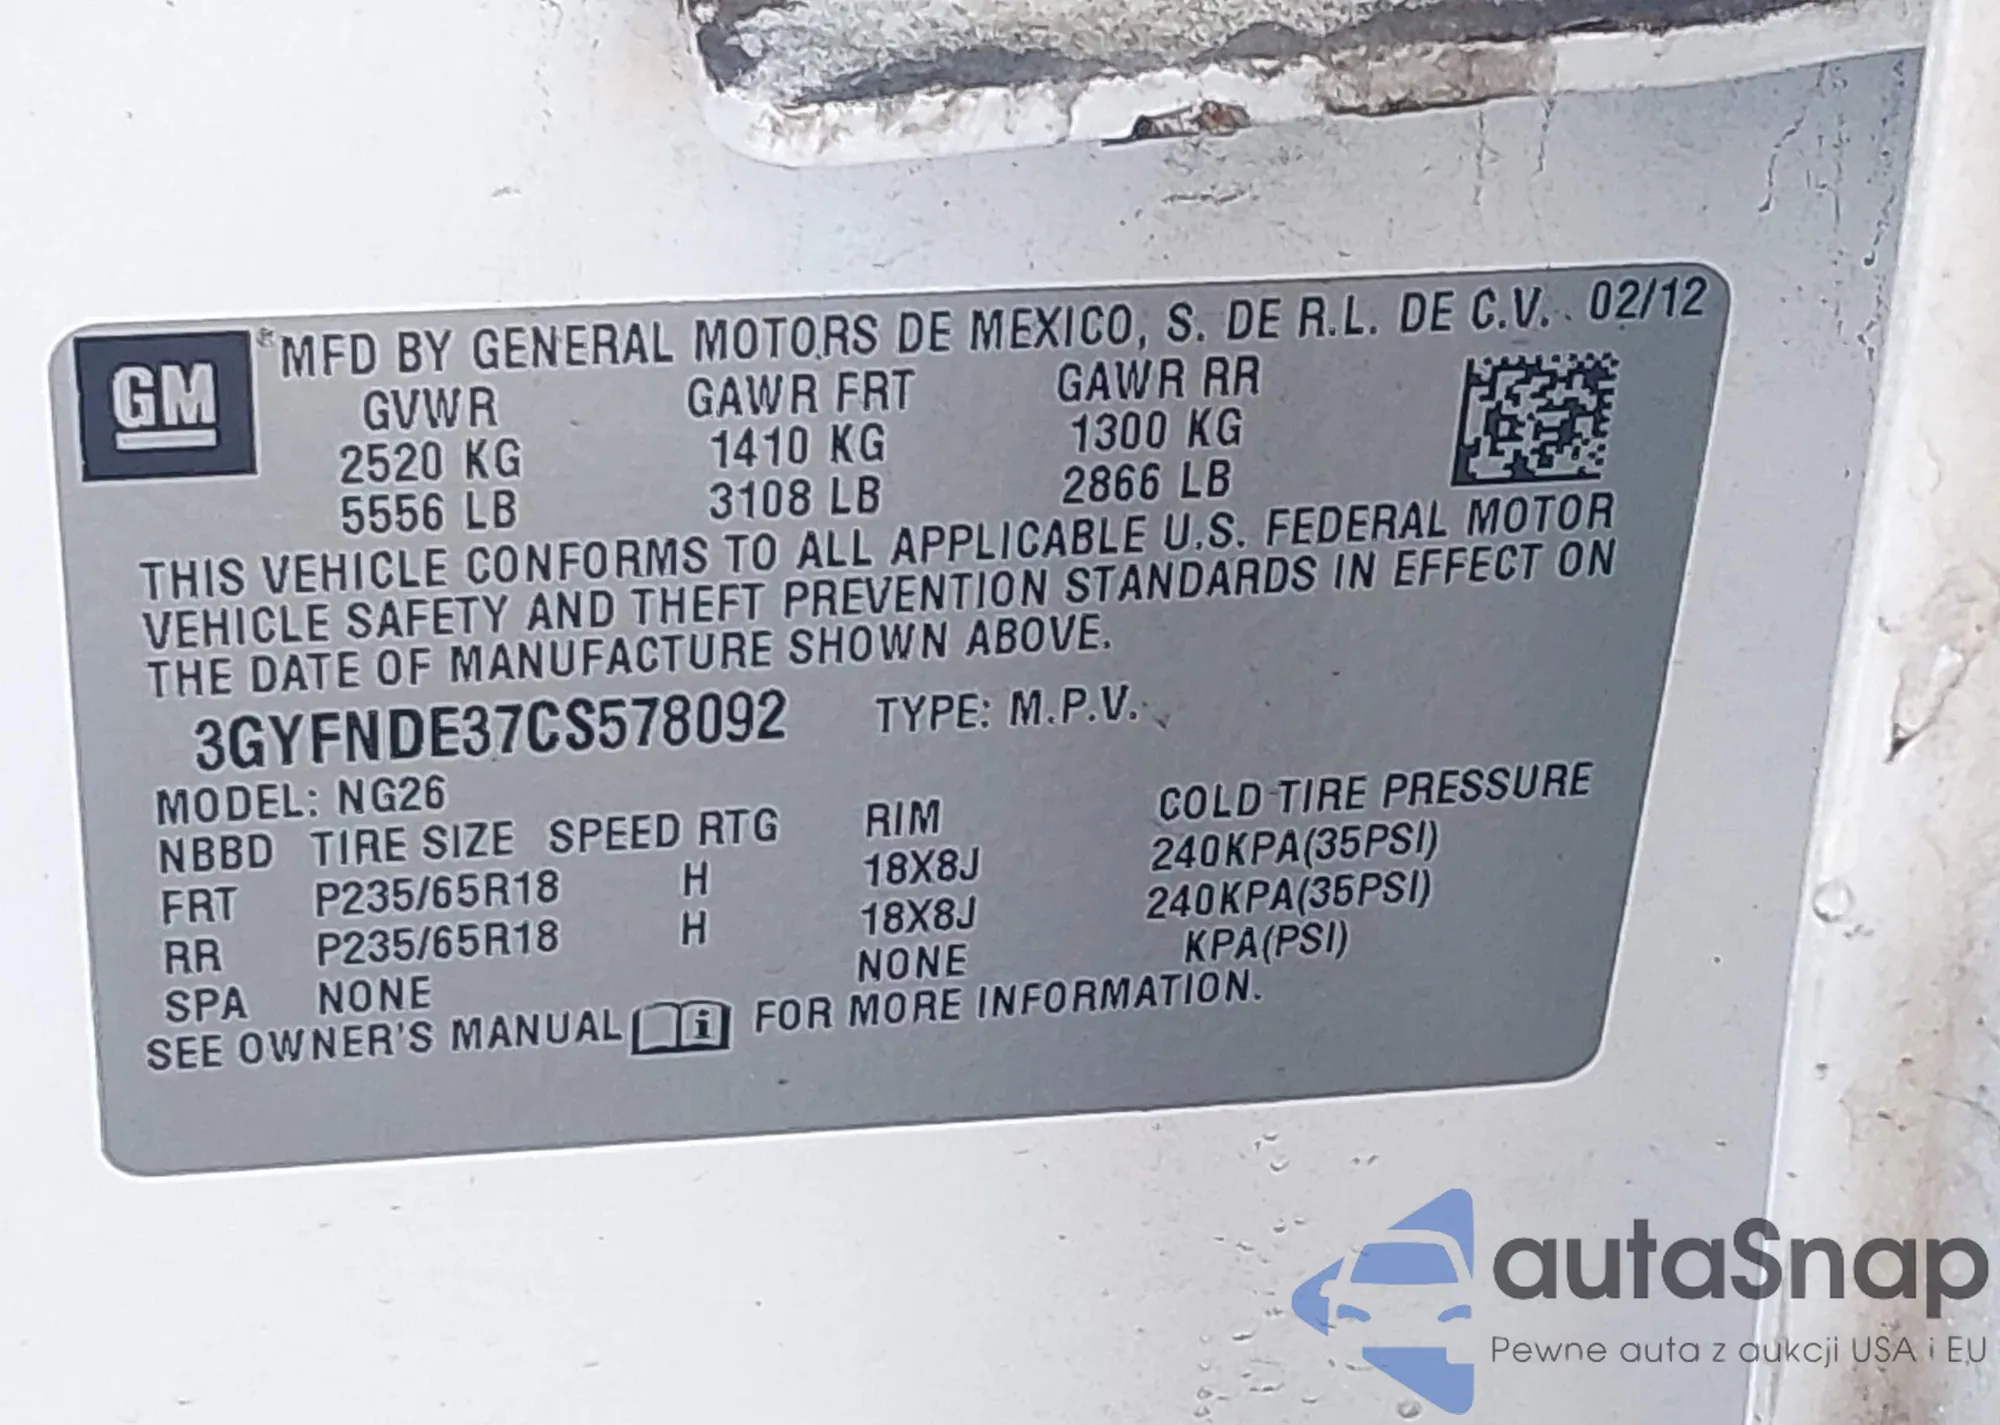 GM
MFD BY GENERAL MOTORS DE MEXICO, S. DE R.L. DE C.V. 02/12
GVWR GAWR FRT GAWR RR
2520 KG 1410 KG 1300 KG
5556 LB 3108 LB 2866 LB
THIS VEHICLE CONFORMS TO ALL APPLICABLE U.S. FEDERAL MOTOR
VEHICLE SAFETY AND THEFT PREVENTION STANDARDS IN EFFECT ON
THE DATE OF MANUFACTURE SHOWN ABOVE.
3GYFNDE37CS578092 TYPE: M.P.V.
MODEL: NG26
NBBD TIRE SIZE SPEED RTG RIM COLD TIRE PRESSURE
FRT P235/65R18 H 18X8J 240KPA(35PSI)
RR P235/65R18 H 18X8J 240KPA(35PSI)
SPA NONE NONE KPA(PSI)
SEE OWNER'S MANUAL i FOR MORE INFORMATION.
autaSnap
Pewne auta z aukcji USA i EU